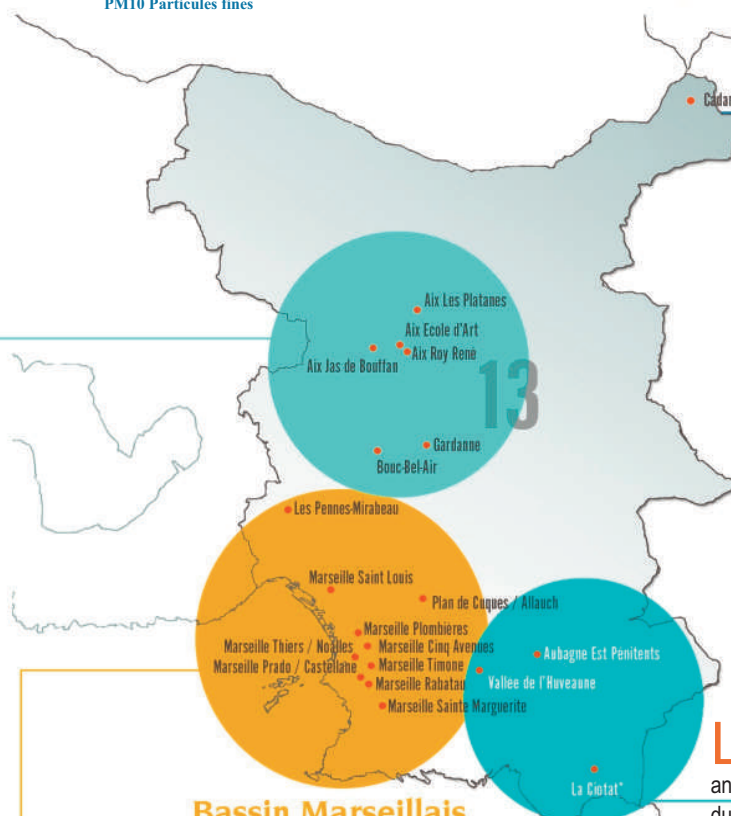 PM10 Particules fines
Aix Les Platanes
Aix Ecole d'Art
Aix Roy René
Aix Jas de Bouffan
13
Gardanne
Bouc-Bel-Air
Les Pennes-Mirabeau
Marseille Saint Louis
Plan de Cuques / Allauch
Marseille Plombières
Marseille Thiers / Noailles
Marseille Cinq Avenues
Marseille Prado / Castellane
Marseille Timone
Marseille Rabatau
Marseille Sainte Marguerite
Aubagne Est Pénitents
Vallée de l'Huveaune
La Ciotat*
L
an
du
Bassin Marseillais